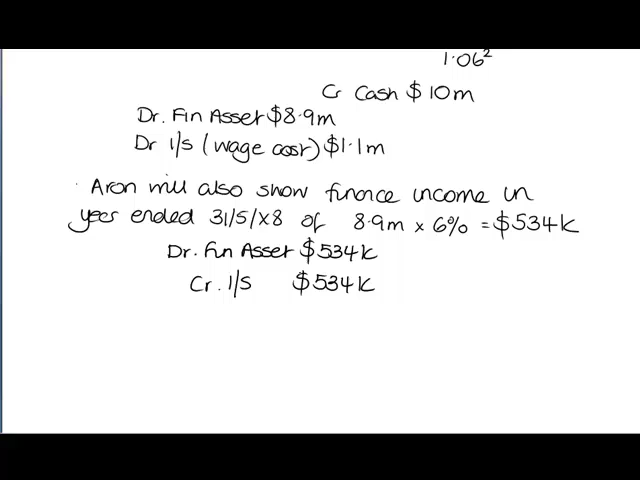 1.06²
Cr Cash $10m
Dr. Fin Asset $8.9m
Dr I/S (wage cost) $1.1m
Aron will also show finance income in
year ended 31/5/X8 of 8.9m x 6% = $534k
Dr. Fin Asset $534k
Cr. I/S $534k